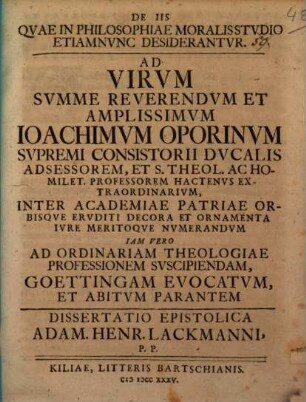 DE IIS
QVAE IN PHILOSOPHIAE MORALIS STVDIO
ETIAMNVNC DESIDERANTVR.
AD
VIRVM
SVMME REVERENDVM ET
AMPLISSIMVM
IOACHIMVM OPORINVM
SVPREMI CONSISTORII DVCALIS
ADSESSOREM, ET S. THEOL. AC HO-
MILET. PROFESSOREM HACTENVS EX-
TRAORDINARIVM,
INTER ACADEMIAE PATRIAE OR-
BISQVE ERVDITI DECORA ET ORNAMENTA
IVRE MERITOQVE NVMERANDVM
IAM VERO
AD ORDINARIAM THEOLOGIAE
PROFESSIONEM SVSCIPIENDAM,
GOETTINGAM EVOCATVM,
ET ABITVM PARANTEM
DISSERTATIO EPISTOLICA
ADAM. HENR. LACKMANNI,
P. P.
KILIAE, LITTERIS BARTSCHIANIS.
CIↃ IↃCC XXXV.